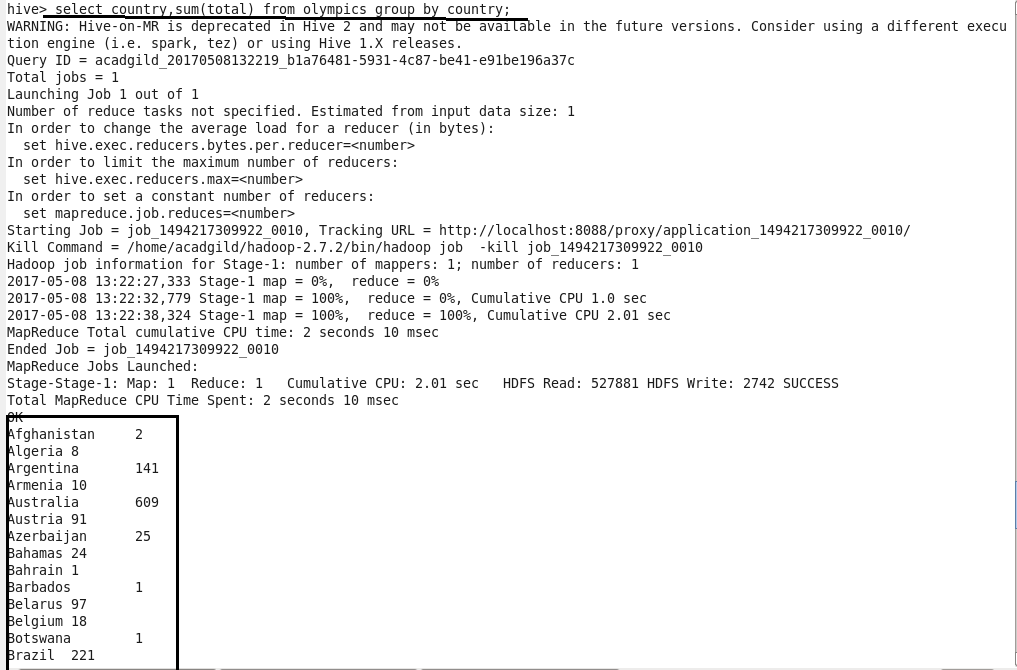 hive> select country,sum(total) from olympics group by country;
WARNING: Hive-on-MR is deprecated in Hive 2 and may not be available in the future versions. Consider using a different execu
tion engine (i.e. spark, tez) or using Hive 1.X releases.
Query ID = acadgild_20170508132219_b1a76481-5931-4c87-be41-e91be196a37c
Total jobs = 1
Launching Job 1 out of 1
Number of reduce tasks not specified. Estimated from input data size: 1
In order to change the average load for a reducer (in bytes):
  set hive.exec.reducers.bytes.per.reducer=<number>
In order to limit the maximum number of reducers:
  set hive.exec.reducers.max=<number>
In order to set a constant number of reducers:
  set mapreduce.job.reduces=<number>
Starting Job = job_1494217309922_0010, Tracking URL = http://localhost:8088/proxy/application_1494217309922_0010/
Kill Command = /home/acadgild/hadoop-2.7.2/bin/hadoop job  -kill job_1494217309922_0010
Hadoop job information for Stage-1: number of mappers: 1; number of reducers: 1
2017-05-08 13:22:27,333 Stage-1 map = 0%,  reduce = 0%
2017-05-08 13:22:32,779 Stage-1 map = 100%,  reduce = 0%, Cumulative CPU 1.0 sec
2017-05-08 13:22:38,324 Stage-1 map = 100%,  reduce = 100%, Cumulative CPU 2.01 sec
MapReduce Total cumulative CPU time: 2 seconds 10 msec
Ended Job = job_1494217309922_0010
MapReduce Jobs Launched:
Stage-Stage-1: Map: 1  Reduce: 1   Cumulative CPU: 2.01 sec   HDFS Read: 527881 HDFS Write: 2742 SUCCESS
Total MapReduce CPU Time Spent: 2 seconds 10 msec
OK
Afghanistan     2
Algeria 8
Argentina       141
Armenia 10
Australia       609
Austria 91
Azerbaijan      25
Bahamas 24
Bahrain 1
Barbados        1
Belarus 97
Belgium 18
Botswana        1
Brazil  221